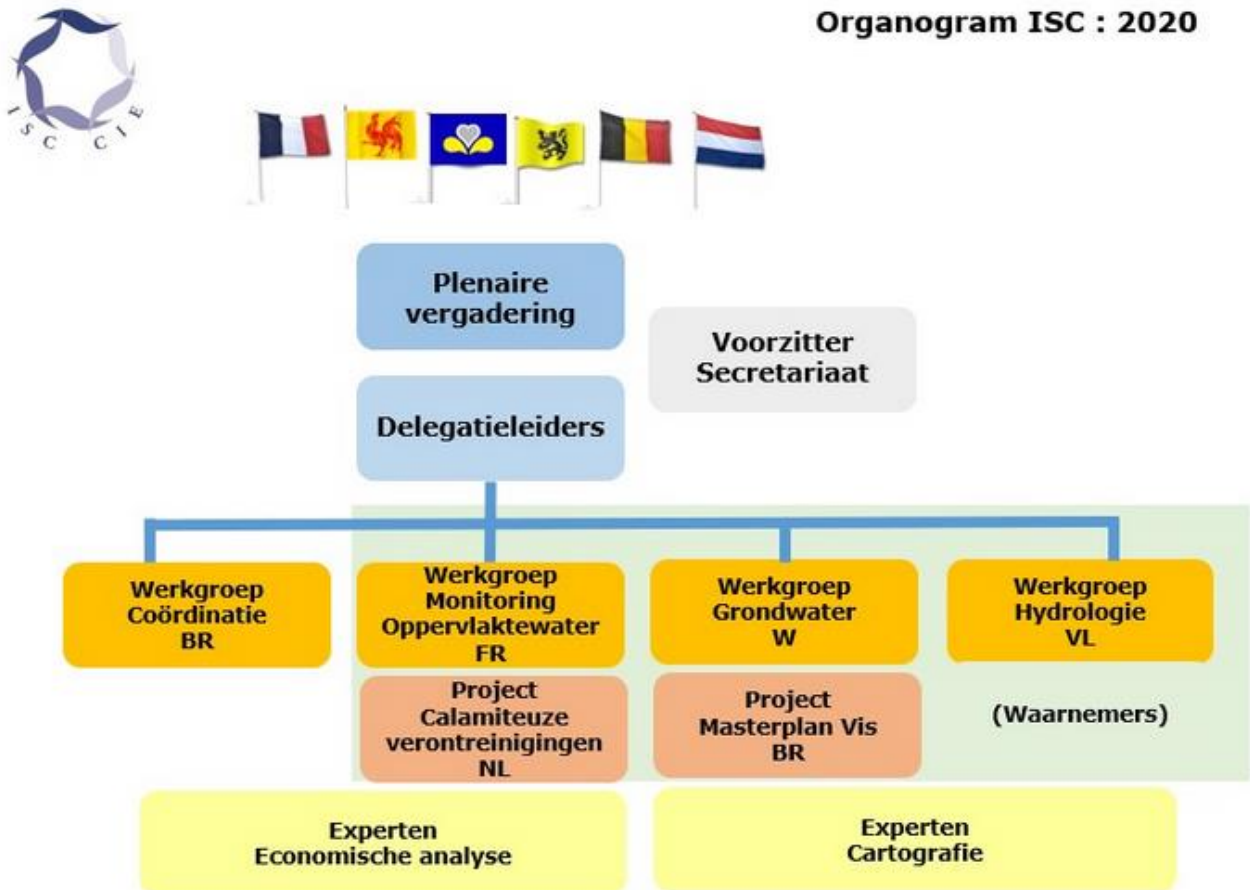 Organogram ISC : 2020
ISC CIE
Plenaire
vergadering
Voorzitter
Secretariaat
Delegatieleiders
Werkgroep
Coördinatie
BR
Werkgroep
Monitoring
Oppervlaktewater
FR
Werkgroep
Grondwater
W
Werkgroep
Hydrologie
VL
Project
Calamiteuze
verontreinigingen
NL
Project
Masterplan Vis
BR
(Waarnemers)
Experten
Economische analyse
Experten
Cartografie